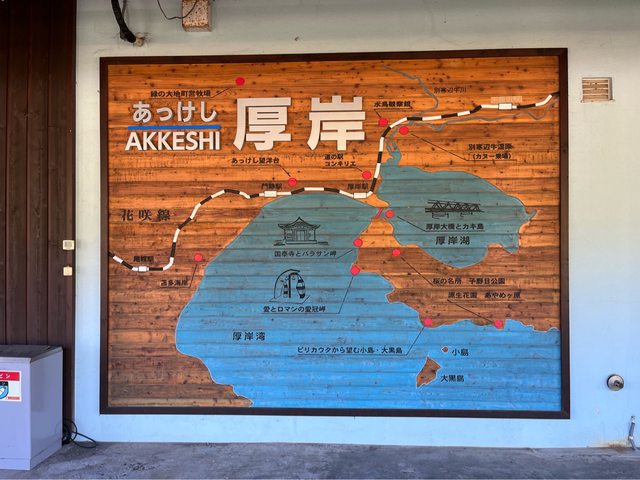 緑の大地町営牧場
別寒辺牛川
水鳥観察館
あっけし
AKKESHI
厚岸
別寒辺牛湿原
(カヌー乗場)
あっけし望洋台
道の駅
コンキリエ
門静駅
厚岸駅
花咲線
厚岸大橋とカキ島
厚岸湖
国泰寺とバラサン岬
尾幌駅
苫多海岸
桜の名所 子野日公園
愛とロマンの愛冠岬
原生花園 あやめヶ原
厚岸湾
ピリカウタから望む小島・大黒島
小島
大黒島